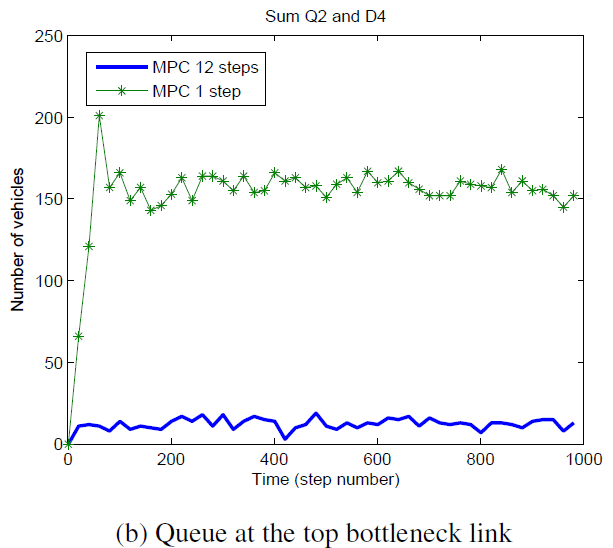 Sum Q2 and D4
250
200
150
100
50
0
Number of vehicles
MPC 12 steps
MPC 1 step
0 200 400 600 800 1000
Time (step number)
(b) Queue at the top bottleneck link